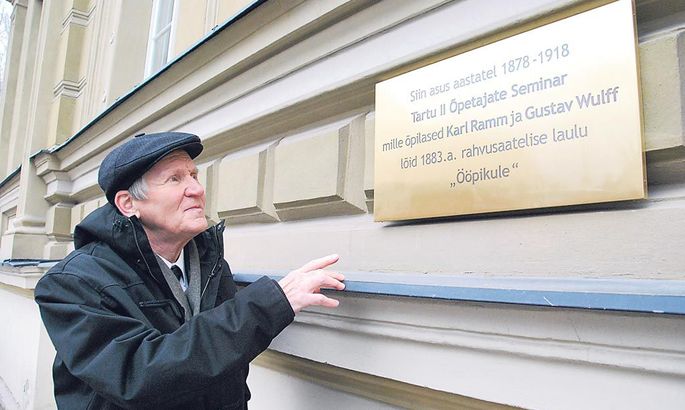 Siin asus aastatel 1878-1918
Tartu II Õpetajate Seminar
mille õpilased Karl Ramm ja Gustav Wulff
lõid 1883.a. rahvusaatelise laulu
„Ööpikule“